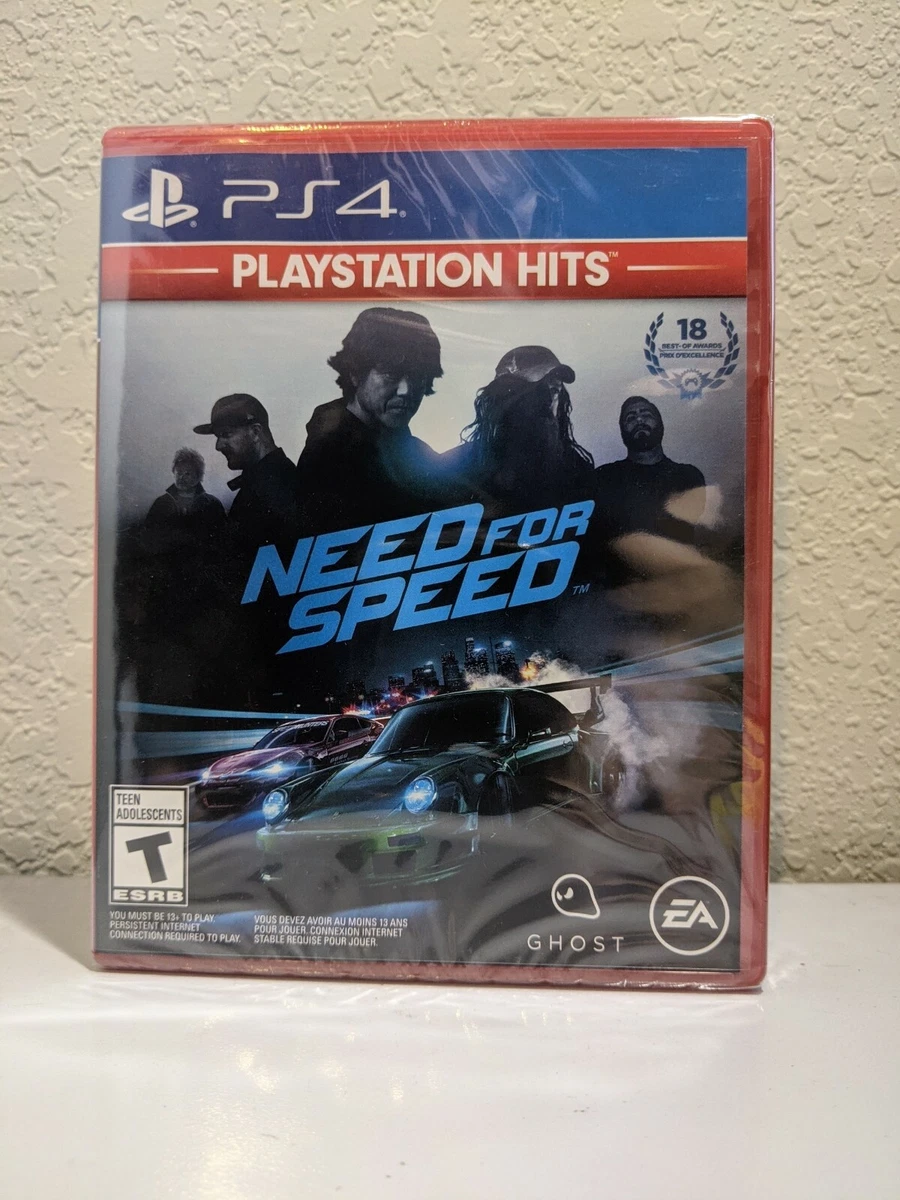 PS4®
PLAYSTATION HITS™
18
BEST-OF AWARDS
PRIX D'EXCELLENCE
NEED FOR
SPEED™
TEEN
ADOLESCENTS
T
ESRB
YOU MUST BE 13+ TO PLAY.
PERSISTENT INTERNET
CONNECTION REQUIRED TO PLAY.
VOUS DEVEZ AVOIR AU MOINS 13 ANS
POUR JOUER. CONNEXION INTERNET
STABLE REQUISE POUR JOUER.
GHOST
EA